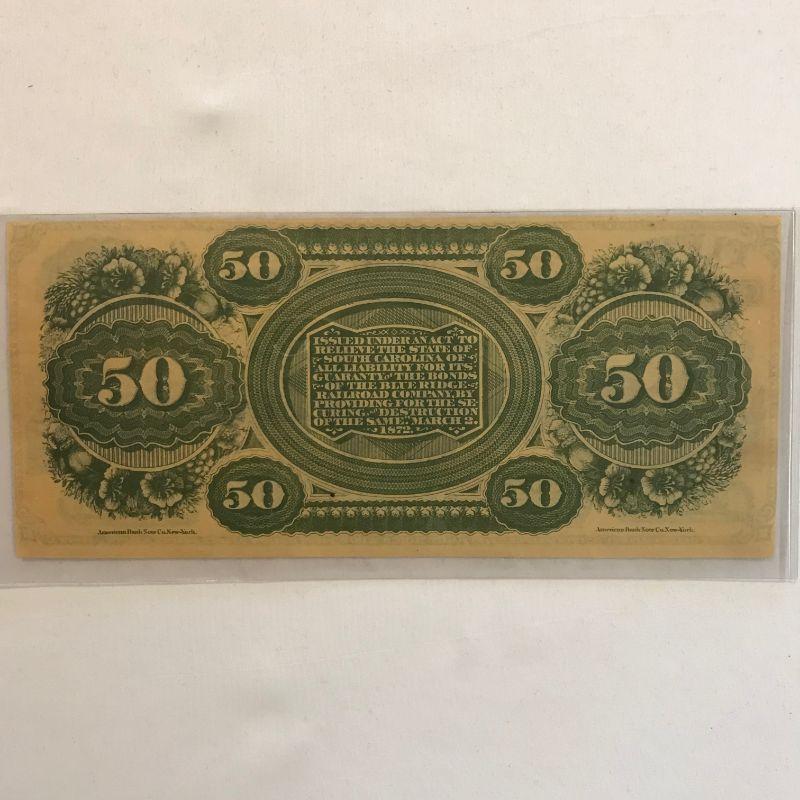 50 50
ISSUED UNDER AN ACT TO
RELIEVE THE STATE OF
SOUTH CAROLINA OF
ALL LIABILITY FOR ITS
GUARANTY OF THE BONDS
OF THE BLUE RIDGE
RAILROAD COMPANY, BY
PROVIDING FOR THE SE
CURING AND DESTRUCTION
OF THE SAME. MARCH 2.
1872.
50 50
50 50
American Bank Note Co. New-York. American Bank Note Co. New-York.